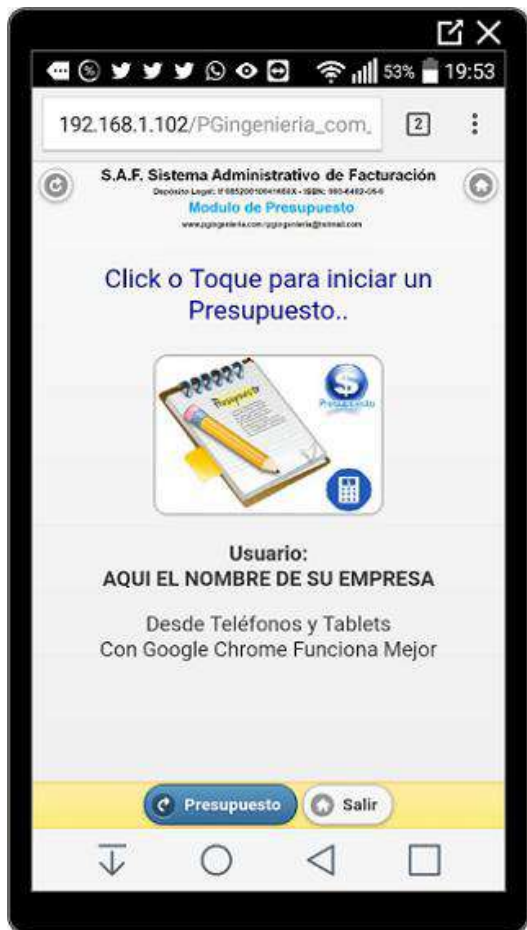 53% 19:53
192.168.1.102/PGingenieria_com_ 2
S.A.F. Sistema Administrativo de Facturación
Modulo de Presupuesto
Click o Toque para iniciar un
Presupuesto..
Presupuesto
Presupuesto
Usuario:
AQUI EL NOMBRE DE SU EMPRESA
Desde Teléfonos y Tablets
Con Google Chrome Funciona Mejor
Presupuesto Salir